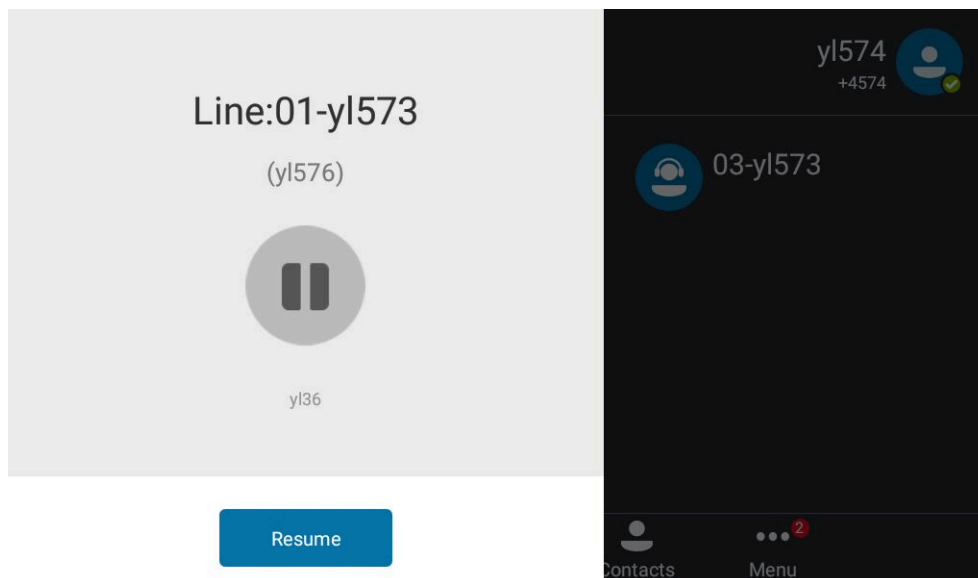 Line:01-yl573
(yl576)
yl36
Resume
yl574
+4574
03-yl573
2
Contacts
Menu